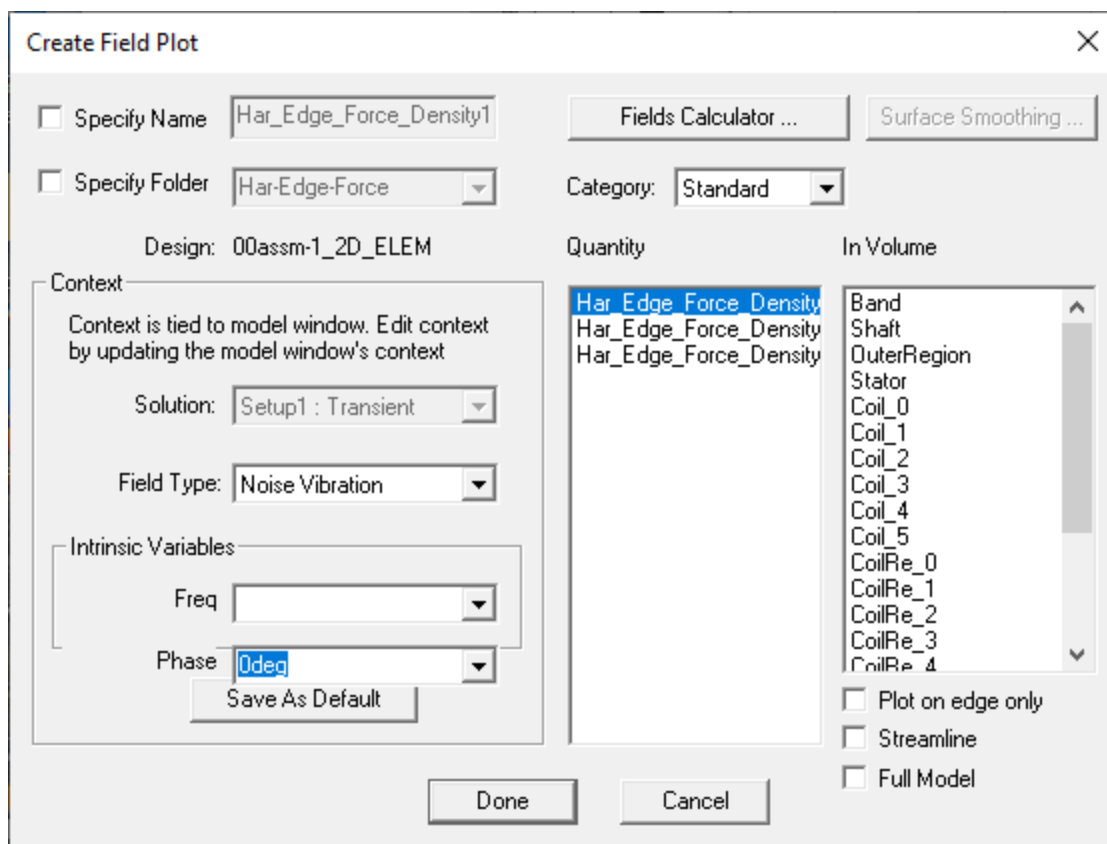 Create Field Plot
Specify Name
Har_Edge_Force_Density1
Fields Calculator ...
Surface Smoothing ...
Specify Folder
Har-Edge-Force
Category:
Standard
Design:
00assm-1_2D_ELEM
Quantity
In Volume
Context
Context is tied to model window. Edit context
by updating the model window's context
Solution:
Setup1 : Transient
Field Type:
Noise Vibration
Intrinsic Variables
Freq
Phase
0deg
Save As Default
Har_Edge_Force_Density
Har_Edge_Force_Density
Har_Edge_Force_Density
Band
Shaft
OuterRegion
Stator
Coil_0
Coil_1
Coil_2
Coil_3
Coil_4
Coil_5
CoilRe_0
CoilRe_1
CoilRe_2
CoilRe_3
CoilRe_4
Plot on edge only
Streamline
Full Model
Done
Cancel